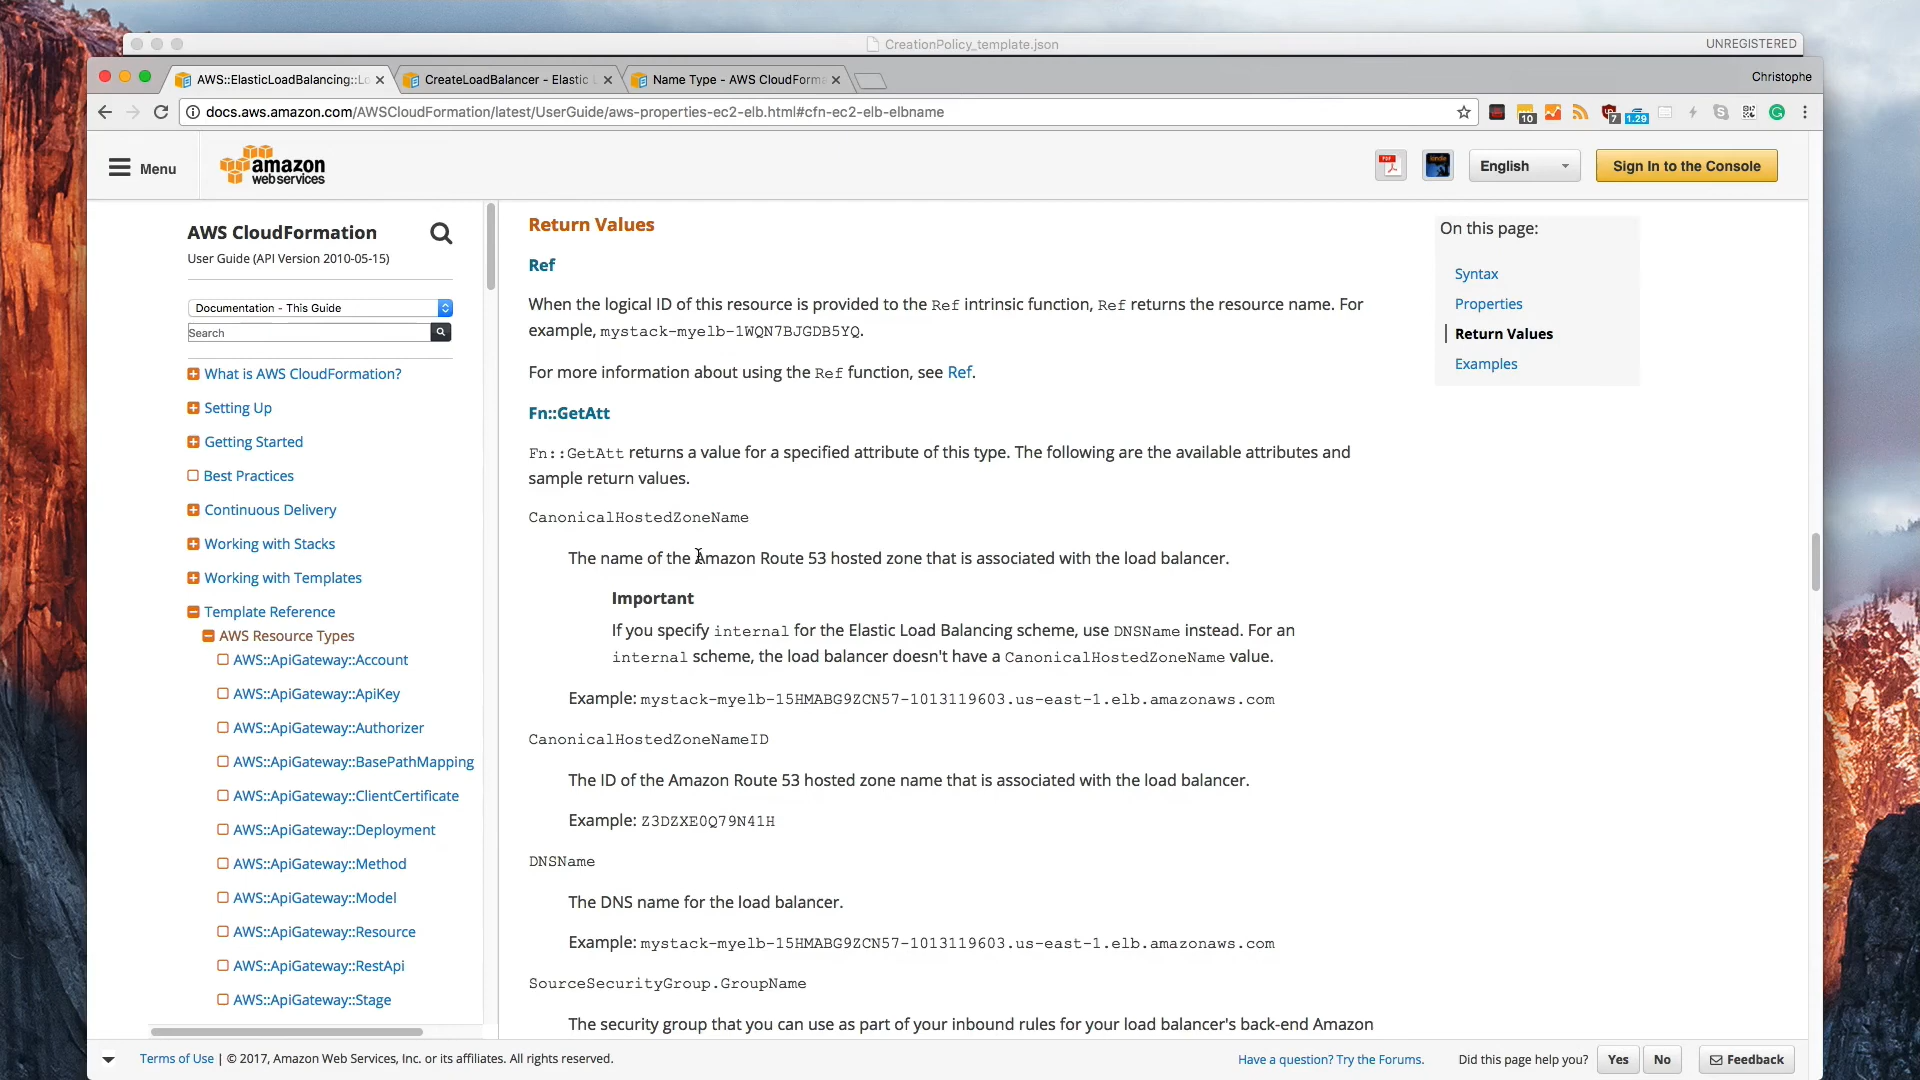 CreationPolicy_template.json
UNREGISTERED
AWS::ElasticLoadBalancing::Lo
CreateLoadBalancer - Elastic L
Name Type - AWS CloudForma
Christophe
docs.aws.amazon.com/AWSCloudFormation/latest/UserGuide/aws-properties-ec2-elb.html#cfn-ec2-elb-elbname
10
7
1.29
Menu
amazon
webservices
PDF
kindle
English
Sign In to the Console
AWS CloudFormation
User Guide (API Version 2010-05-15)
Documentation - This Guide
Search
What is AWS CloudFormation?
Setting Up
Getting Started
Best Practices
Continuous Delivery
Working with Stacks
Working with Templates
Template Reference
AWS Resource Types
AWS::ApiGateway::Account
AWS::ApiGateway::ApiKey
AWS::ApiGateway::Authorizer
AWS::ApiGateway::BasePathMapping
AWS::ApiGateway::ClientCertificate
AWS::ApiGateway::Deployment
AWS::ApiGateway::Method
AWS::ApiGateway::Model
AWS::ApiGateway::Resource
AWS::ApiGateway::RestApi
AWS::ApiGateway::Stage
Return Values
Ref
When the logical ID of this resource is provided to the Ref intrinsic function, Ref returns the resource name. For
example, mystack-myelb-1WQN7BJGDB5YQ.
For more information about using the Ref function, see Ref.
Fn::GetAtt
Fn::GetAtt returns a value for a specified attribute of this type. The following are the available attributes and
sample return values.
CanonicalHostedZoneName
The name of the Amazon Route 53 hosted zone that is associated with the load balancer.
Important
If you specify internal for the Elastic Load Balancing scheme, use DNSName instead. For an
internal scheme, the load balancer doesn't have a CanonicalHostedZoneName value.
Example: mystack-myelb-15HMABG9ZCN57-1013119603.us-east-1.elb.amazonaws.com
CanonicalHostedZoneNameID
The ID of the Amazon Route 53 hosted zone name that is associated with the load balancer.
Example: Z3DZXE0Q79N41H
DNSName
The DNS name for the load balancer.
Example: mystack-myelb-15HMABG9ZCN57-1013119603.us-east-1.elb.amazonaws.com
SourceSecurityGroup.GroupName
The security group that you can use as part of your inbound rules for your load balancer's back-end Amazon
On this page:
Syntax
Properties
Return Values
Examples
Terms of Use | © 2017, Amazon Web Services, Inc. or its affiliates. All rights reserved.
Have a question? Try the Forums.
Did this page help you?
Yes
No
Feedback